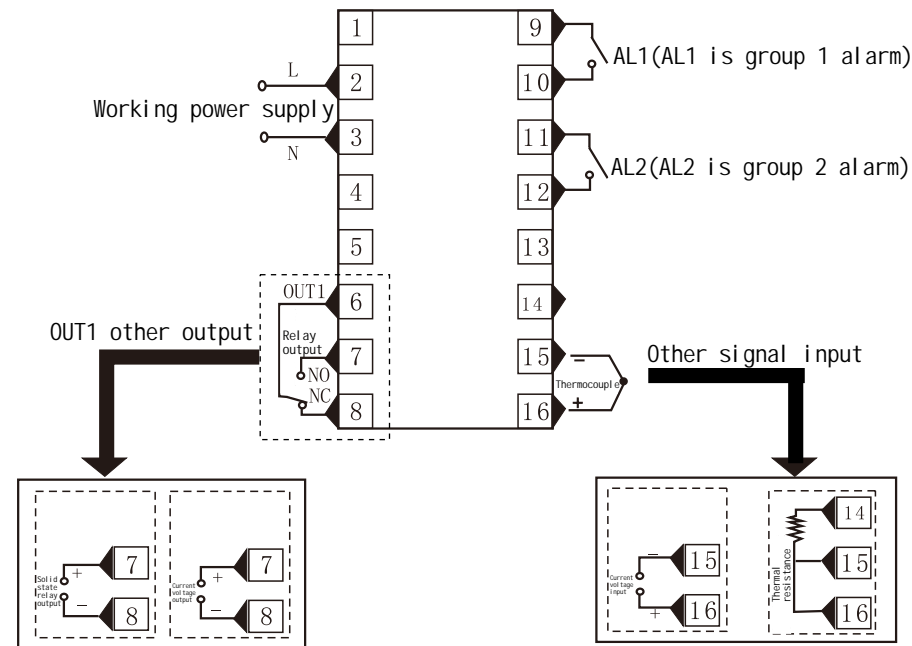 1
9
AL1(AL1 is group 1 alarm)
L
2
10
Working power supply
3
11
N
AL2(AL2 is group 2 alarm)
4
12
5
13
OUT1
6
14
OUT1 other output
Relay
output
7
15
−
Other signal input
NO
Thermocouple
NC
8
16
+
Solid
state
relay
output
+
7
−
8
Current
voltage
output
+
7
−
8
Current
voltage
input
−
15
+
16
Thermal
resistance
14
15
16